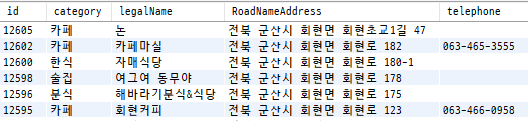 id category legalName RoadNameAddress telephone
12605 카페 논 전북 군산시 회현면 회현초교1길 47
12602 카페 카페마실 전북 군산시 회현면 회현로 182 063-465-3555
12600 한식 자매식당 전북 군산시 회현면 회현로 180-1
12598 술집 여그여 동무야 전북 군산시 회현면 회현로 178
12596 분식 해바라기분식&식당 전북 군산시 회현면 회현로 175
12595 카페 회현커피 전북 군산시 회현면 회현로 123 063-466-0958